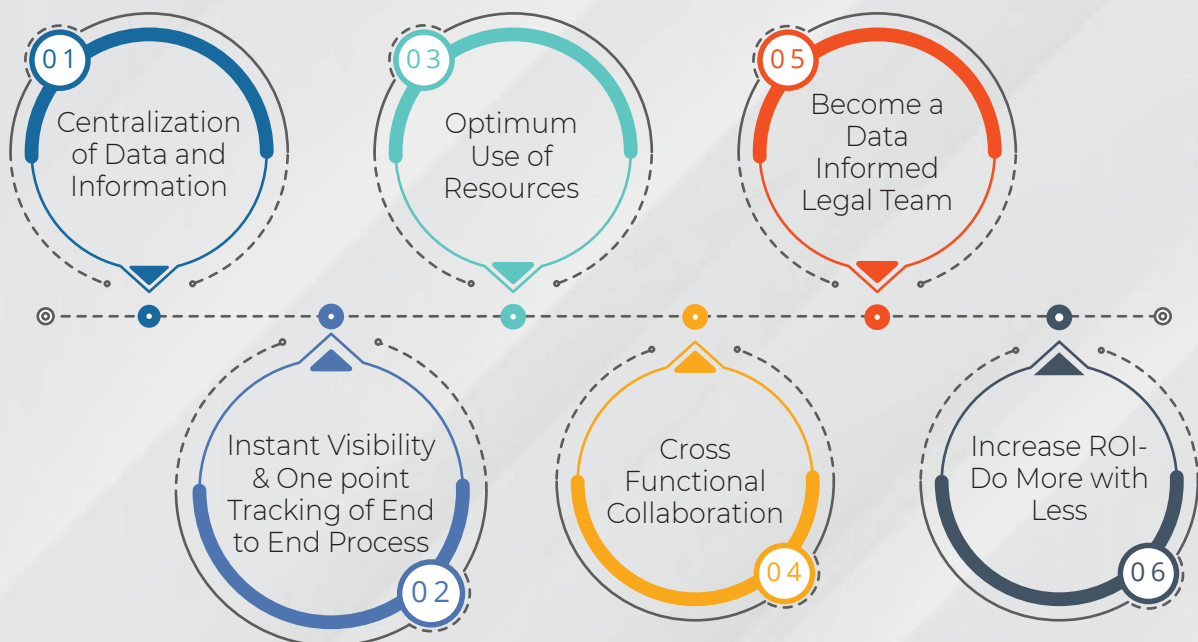 01
Centralization
of Data and
Information
02
Instant Visibility
& One point
Tracking of End
to End Process
03
Optimum
Use of
Resources
04
Cross
Functional
Collaboration
05
Become a
Data
Informed
Legal Team
06
Increase ROI-
Do More with
Less